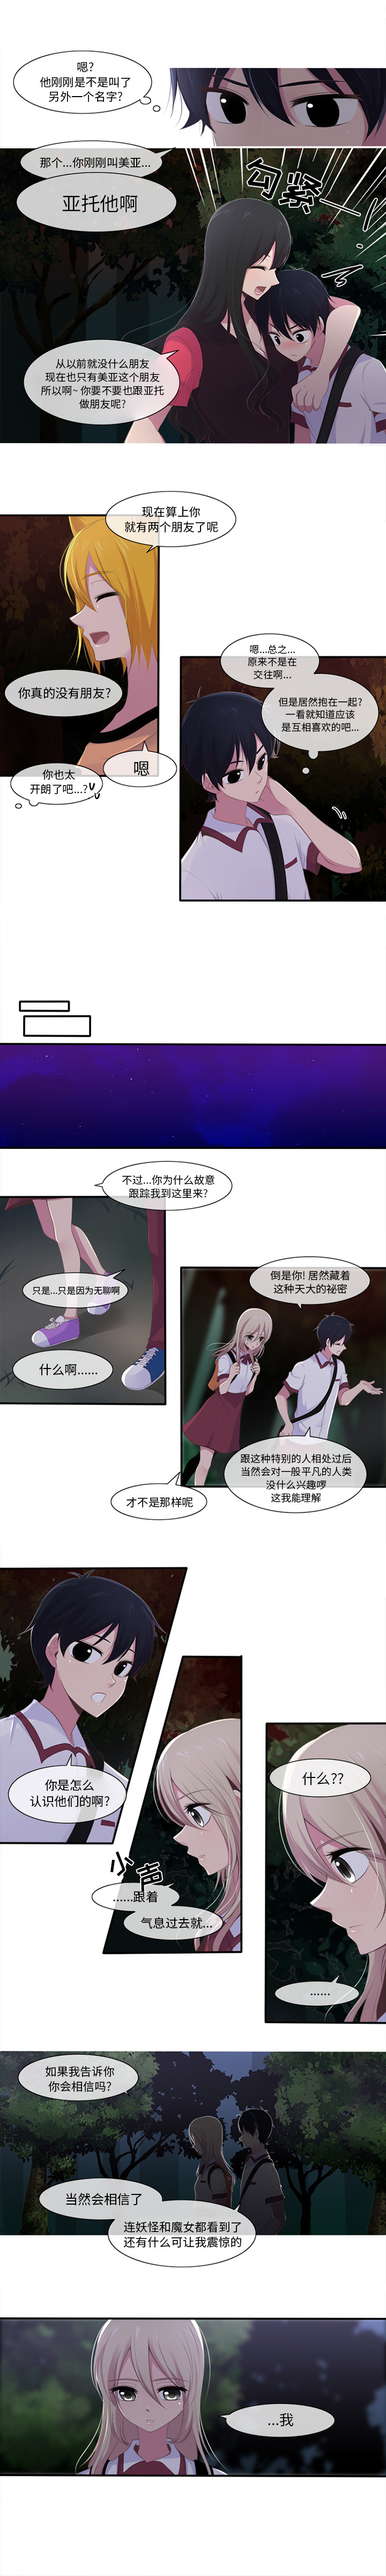 嗯?
他刚刚是不是叫了
另外一个名字?
那个...你刚刚叫美亚...
亚托他啊
勾紧
从以前就没什么朋友
现在也只有美亚这个朋友
所以啊~你要不要也跟亚托
做朋友呢?
现在算上你
就有两个朋友了呢
你真的没有朋友?
嗯
你也太
开朗了吧...?
嗯...总之...
原来不是在
交往啊...
但是居然抱在一起?
一看就知道应该
是互相喜欢的吧...
不过...你为什么故意
跟踪我到这里来?
只是...只是因为无聊啊
什么啊......
倒是你! 居然藏着
这种天大的祕密
跟这种特别的人相处过后
当然会对一般平凡的人类
没什么兴趣啰
这我能理解
才不是那样呢
你是怎么
认识他们的啊?
小声
......跟着
气息过去就...
什么??
......
如果我告诉你
你会相信吗?
当然会相信了
连妖怪和魔女都看到了
还有什么可让我震惊的
...我